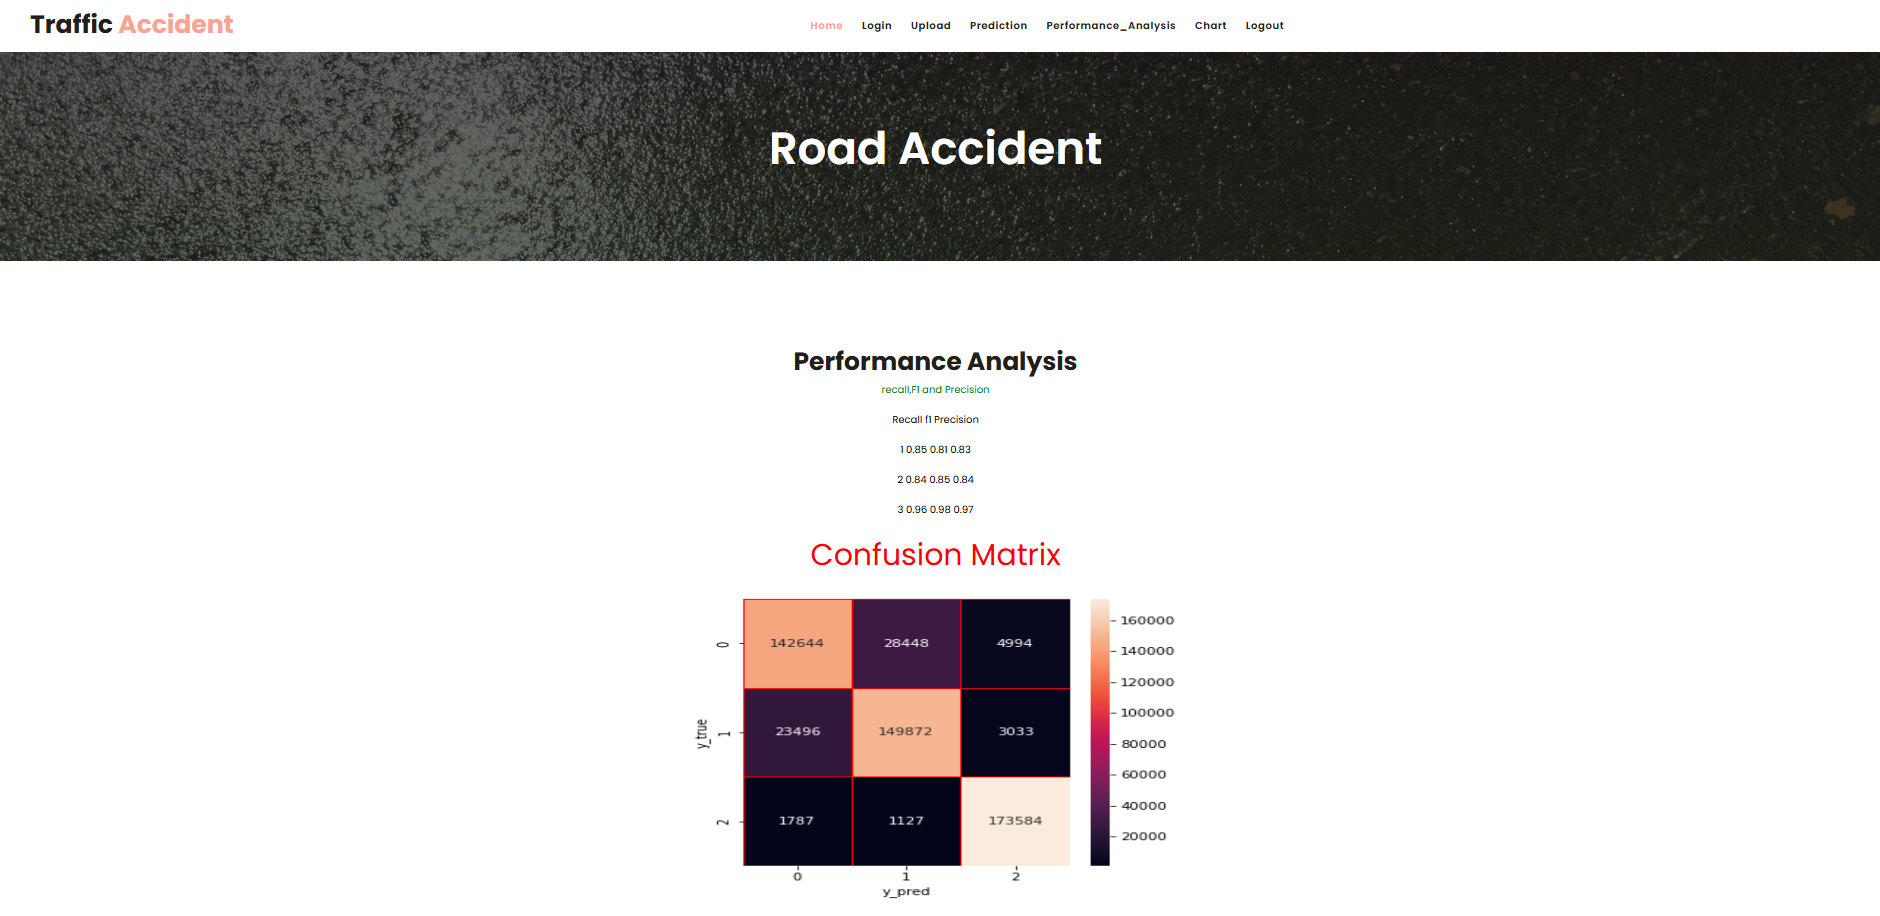 Traffic Accident
Home Login Upload Prediction Performance_Analysis Chart Logout
Road Accident
Performance Analysis
recall,F1 and Precision
Recall f1 Precision
1 0.85 0.81 0.83
2 0.84 0.85 0.84
3 0.96 0.98 0.97
Confusion Matrix
y_true
0
142644 28448 4994
1
23496 149872 3033
2
1787 1127 173584
0 1 2
y_pred
160000
140000
120000
100000
80000
60000
40000
20000